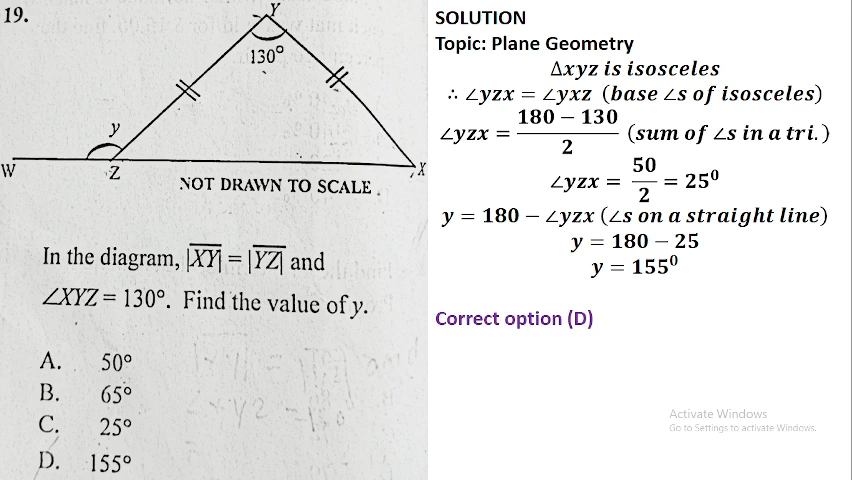 19.
Y
130°
y
W
Z
X
NOT DRAWN TO SCALE.
In the diagram, |XY| = |YZ| and
∠XYZ = 130°. Find the value of y.
A. 50°
B. 65°
C. 25°
D. 155°
SOLUTION
Topic: Plane Geometry
Δxyz is isosceles
∴ ∠yzx = ∠yxz (base ∠s of isosceles)
∠yzx = (180 − 130)/2 (sum of ∠s in a tri.)
∠yzx = 50/2 = 25⁰
y = 180 − ∠yzx (∠s on a straight line)
y = 180 − 25
y = 155⁰
Correct option (D)
Activate Windows
Go to Settings to activate Windows.